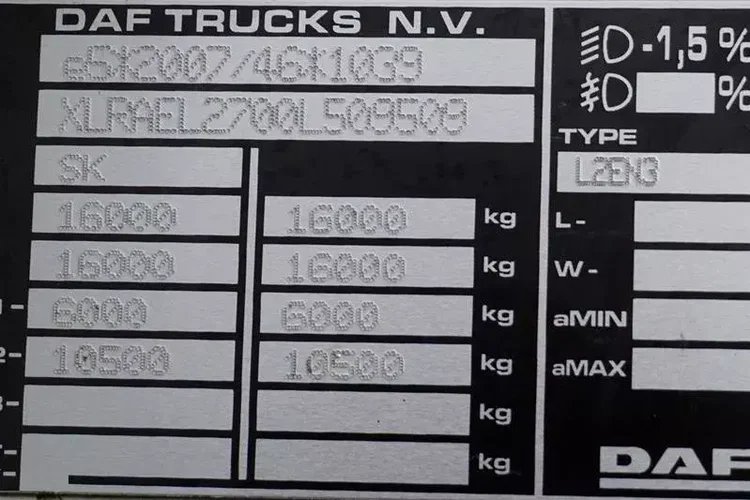 DAF TRUCKS N.V.
e5*2007/46*1039
XLRAEL2700L509509
SK
16000 16000 kg
16000 16000 kg
6000 6000 kg
10500 10500 kg
kg
kg
-1,5 %
%
TYPE
L2EN3
L-
W-
aMIN
aMAX
DAF